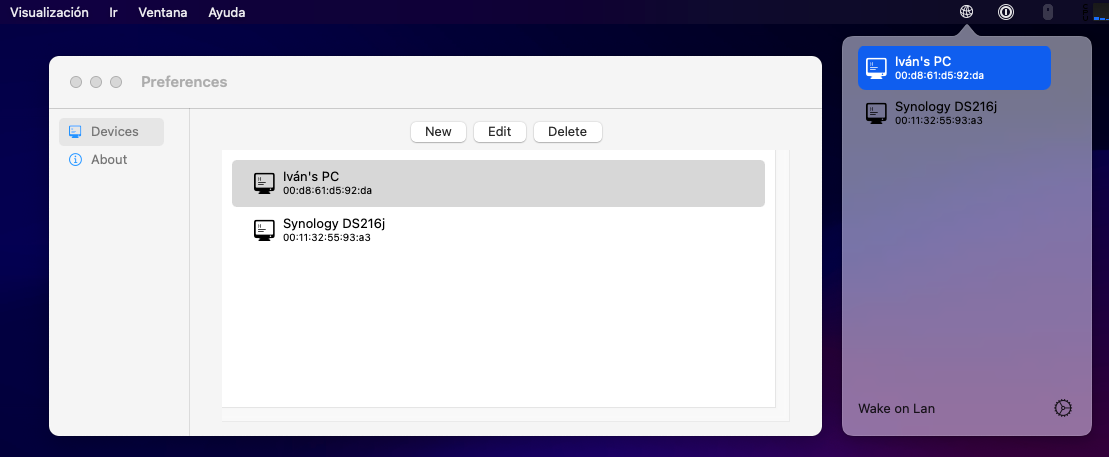 Visualización Ir Ventana Ayuda
Preferences
Devices
About
New Edit Delete
Iván's PC
00:d8:61:d5:92:da
Synology DS216j
00:11:32:55:93:a3
Iván's PC
00:d8:61:d5:92:da
Synology DS216j
00:11:32:55:93:a3
Wake on Lan